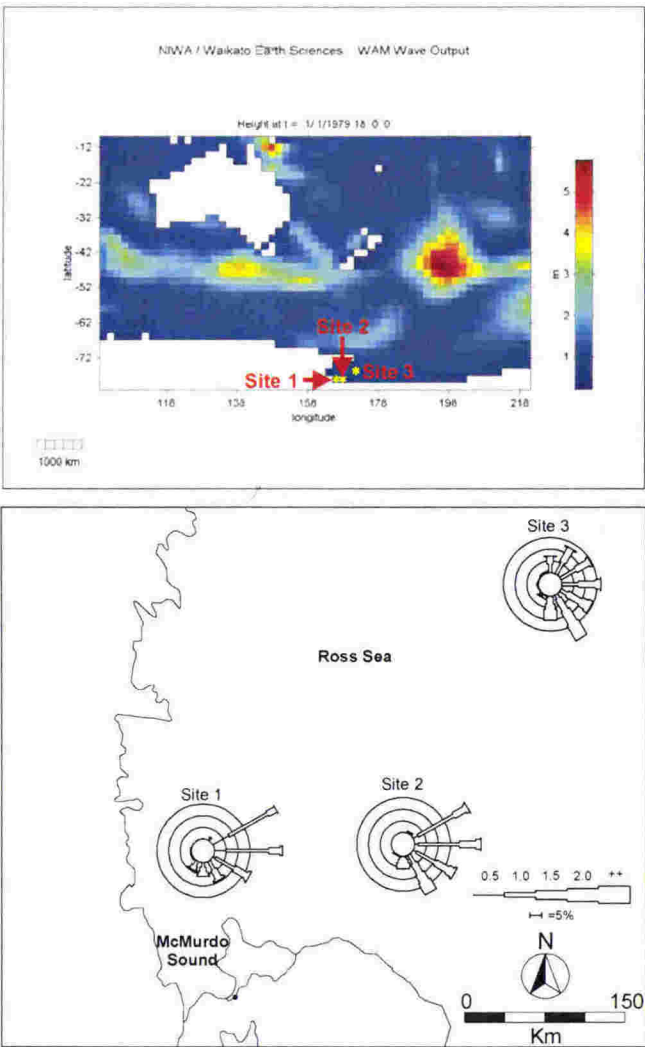 NIWA / Waikato Earth Sciences WAM Wave Output
Height at t = 1/ 1/1979 18 0 0
-12
-22
-32
-42
-52
-62
-72
latitude
118 138 158 178 198 218
longitude
5
4
3
2
1
m
Site 2
Site 1
Site 3
1000 km
Site 3
Ross Sea
Site 1
Site 2
0.5 1.0 1.5 2.0 ++
=5%
McMurdo
Sound
N
0 150
Km